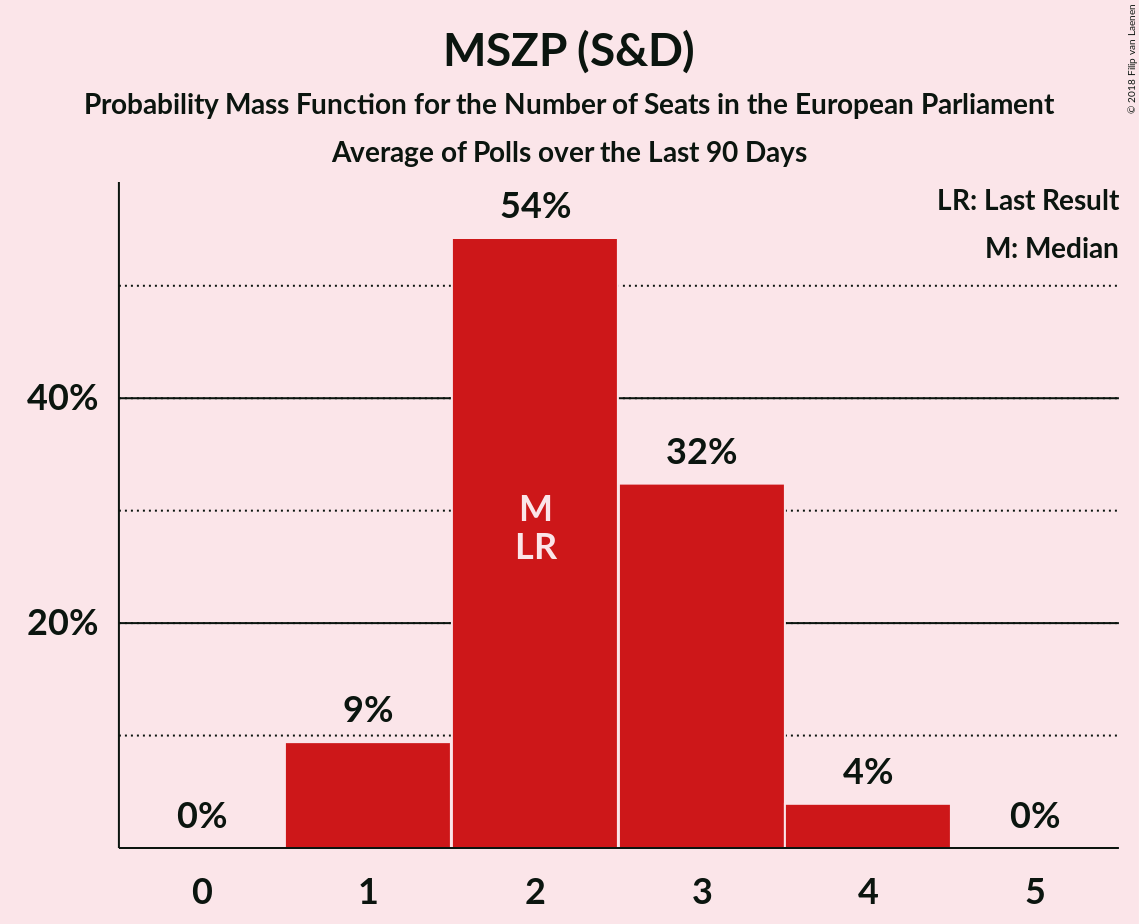 MSZP (S&D)
Probability Mass Function for the Number of Seats in the European Parliament
Average of Polls over the Last 90 Days
© 2018 Filip van Laenen
LR: Last Result
M: Median
54%
40%
32%
M
LR
20%
9%
4%
0%
0%
0 1 2 3 4 5